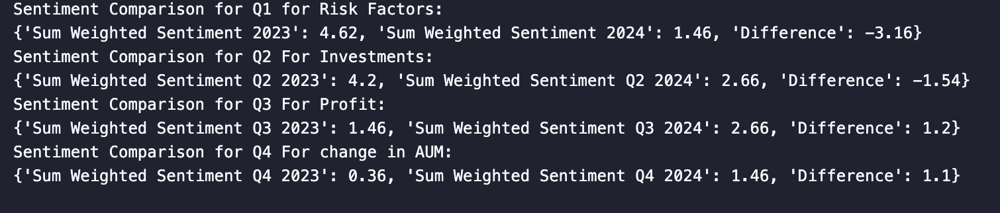 Sentiment Comparison for Q1 for Risk Factors:
{'Sum Weighted Sentiment 2023': 4.62, 'Sum Weighted Sentiment 2024': 1.46, 'Difference': -3.16}
Sentiment Comparison for Q2 For Investments:
{'Sum Weighted Sentiment Q2 2023': 4.2, 'Sum Weighted Sentiment Q2 2024': 2.66, 'Difference': -1.54}
Sentiment Comparison for Q3 For Profit:
{'Sum Weighted Sentiment Q3 2023': 1.46, 'Sum Weighted Sentiment Q3 2024': 2.66, 'Difference': 1.2}
Sentiment Comparison for Q4 For change in AUM:
{'Sum Weighted Sentiment Q4 2023': 0.36, 'Sum Weighted Sentiment Q4 2024': 1.46, 'Difference': 1.1}